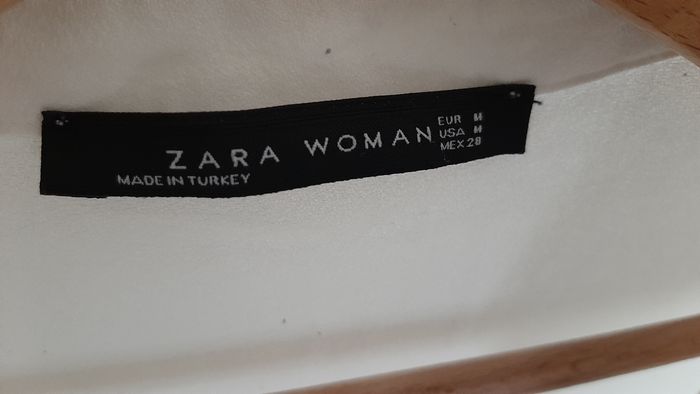 ZARA WOMAN
MADE IN TURKEY
EUR M
USA M
MEX 28